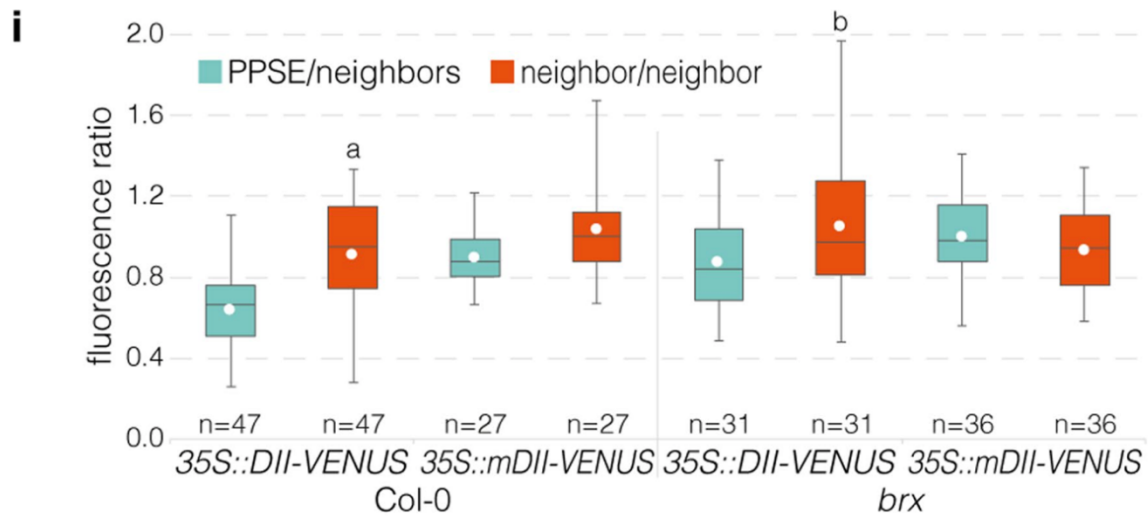 i
b
2.0
PPSE/neighbors neighbor/neighbor
1.6
a
1.2
0.8
0.4
n=47 n=47 n=27 n=27 n=31 n=31 n=36 n=36
0.0
35S::DII-VENUS 35S::mDII-VENUS 35S::DII-VENUS 35S::mDII-VENUS
Col-0 brx
fluorescence ratio